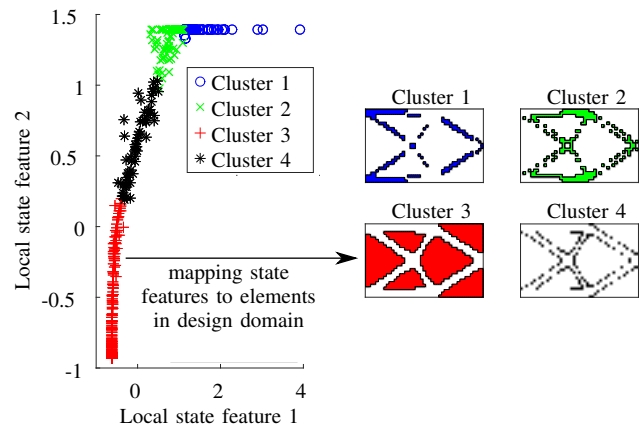 1.5
1
0.5
0
-0.5
-1
0
2
4
Local state feature 2
Local state feature 1
Cluster 1
Cluster 2
Cluster 3
Cluster 4
mapping state
features to elements
in design domain
Cluster 1
Cluster 2
Cluster 3
Cluster 4